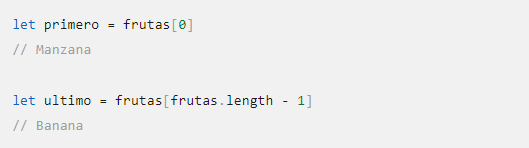 let primero = frutas[0]
// Manzana
let ultimo = frutas[frutas.length - 1]
// Banana